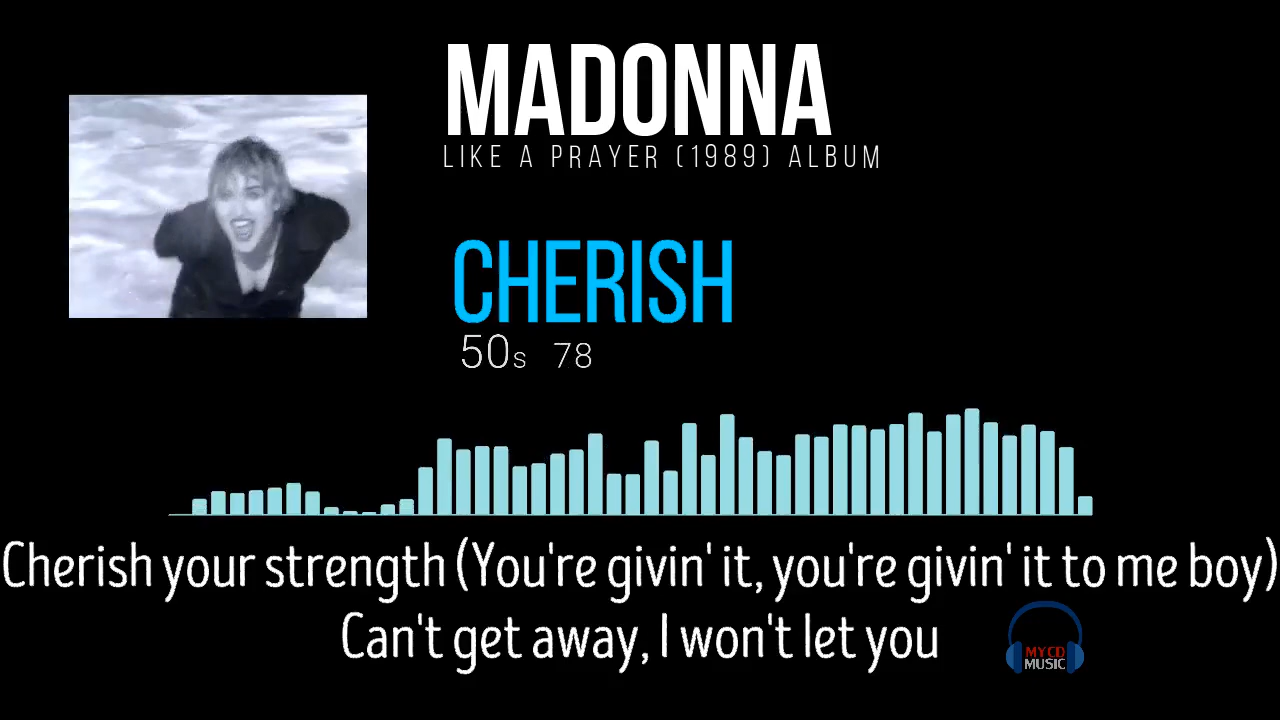 MADONNA
LIKE A PRAYER (1989) ALBUM
CHERISH
50s 78
Cherish your strength (You're givin' it, you're givin' it to me boy)
Can't get away, I won't let you
MY CD
MUSIC